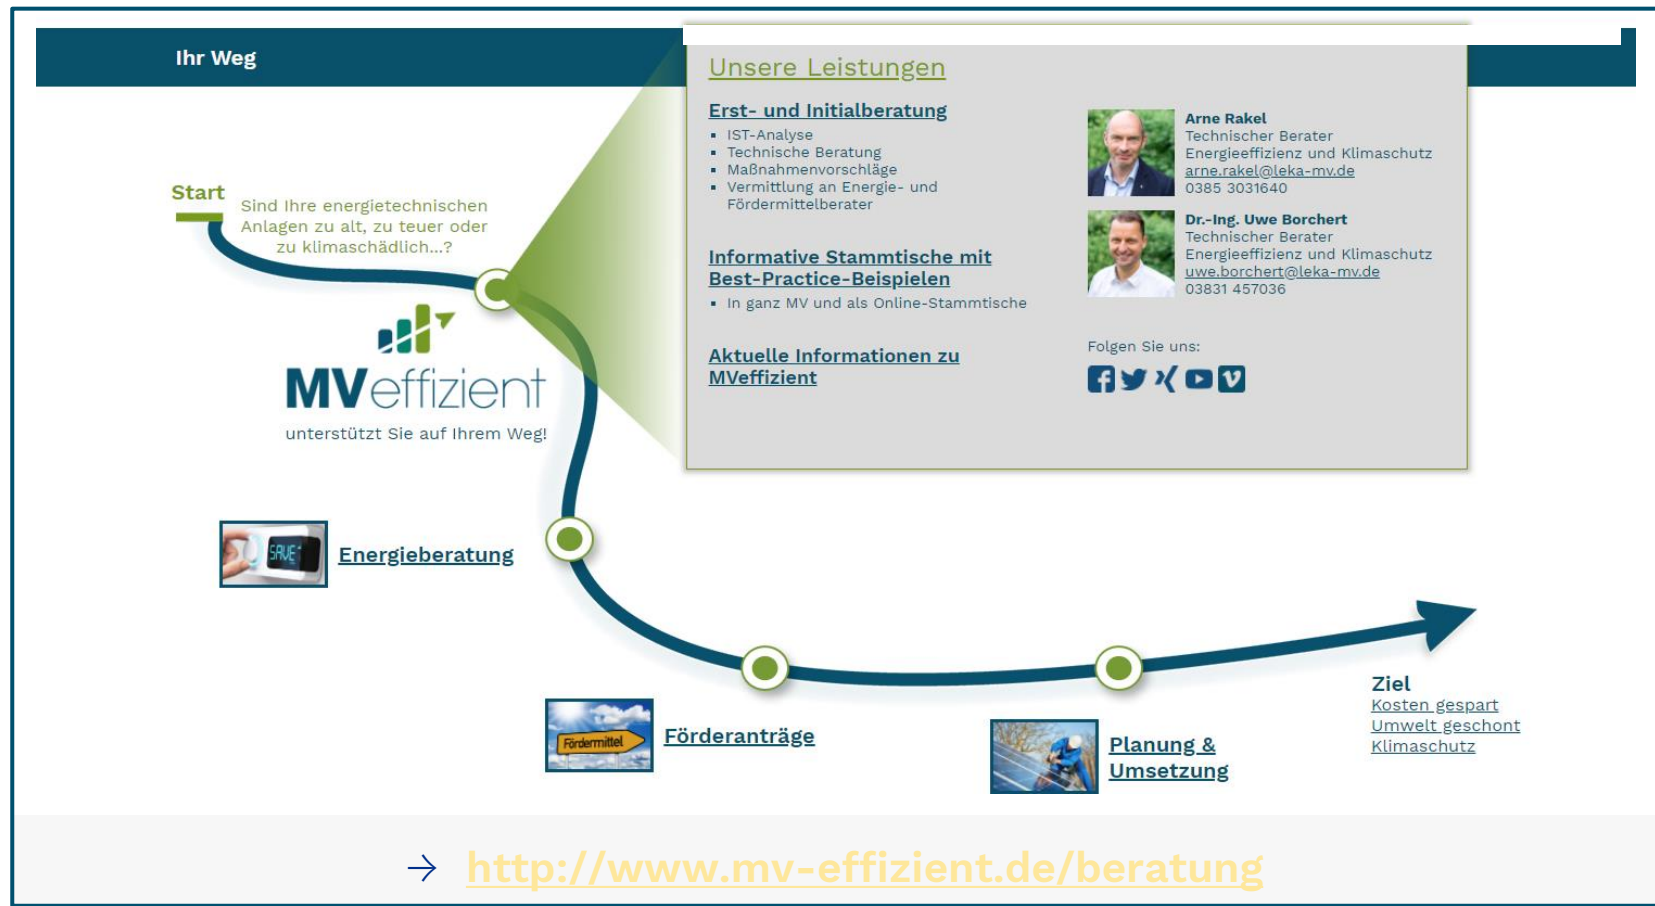 Ihr Weg
Start
Sind Ihre energietechnischen
Anlagen zu alt, zu teuer oder
zu klimaschädlich...?
MVeffizient
unterstützt Sie auf Ihrem Weg!
Unsere Leistungen
Erst- und Initialberatung
▪ IST-Analyse
▪ Technische Beratung
▪ Maßnahmenvorschläge
▪ Vermittlung an Energie- und
Fördermittelberater
Informative Stammtische mit
Best-Practice-Beispielen
▪ In ganz MV und als Online-Stammtische
Aktuelle Informationen zu
MVeffizient
Arne Rakel
Technischer Berater
Energieeffizienz und Klimaschutz
arne.rakel@leka-mv.de
0385 3031640
Dr.-Ing. Uwe Borchert
Technischer Berater
Energieeffizienz und Klimaschutz
uwe.borchert@leka-mv.de
03831 457036
Folgen Sie uns:
SAVE
Energieberatung
Fördermittel
Förderanträge
Planung &
Umsetzung
Ziel
Kosten gespart
Umwelt geschont
Klimaschutz
→ http://www.mv-effizient.de/beratung